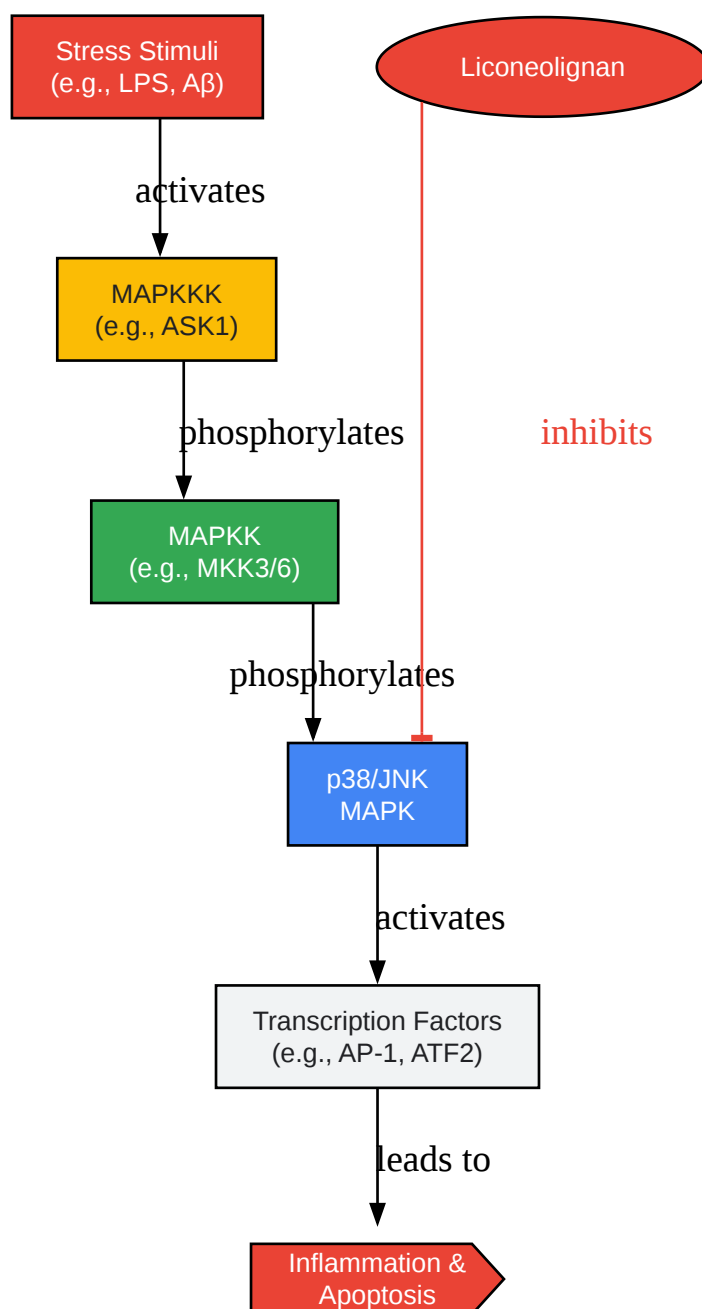 Stress Stimuli
(e.g., LPS, Aβ)
Liconeolignan
activates
MAPKKK
(e.g., ASK1)
phosphorylates
inhibits
MAPKK
(e.g., MKK3/6)
phosphorylates
p38/JNK
MAPK
activates
Transcription Factors
(e.g., AP-1, ATF2)
leads to
Inflammation &
Apoptosis